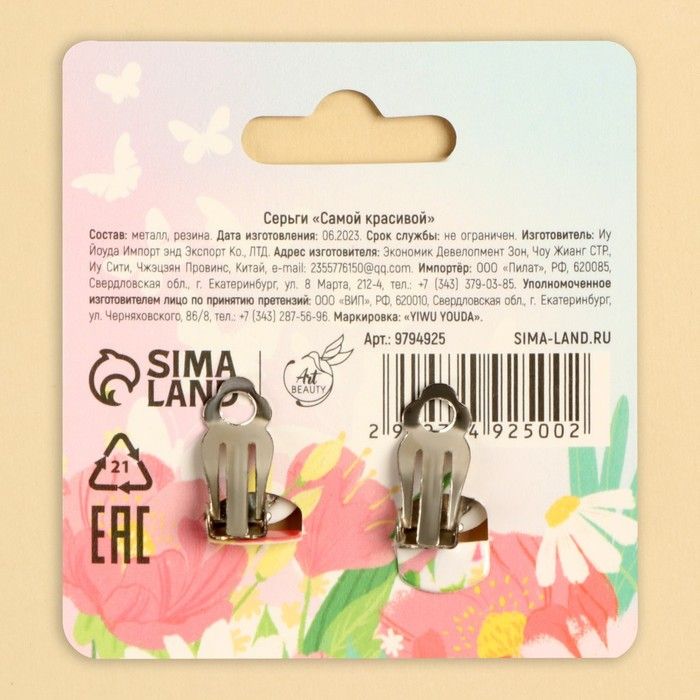 Серьги «Самой красивой»
Состав: металл, резина. Дата изготовления: 06.2023. Срок службы: не ограничен. Изготовитель: Иу
Йоуда Импорт энд Экспорт Ко., ЛТД. Адрес изготовителя: Экономик Девелопмент Зон, Чоу Жианг СТР.,
Иу Сити, Чжэцзян Провинс, Китай, e-mail: 2355776150@qq.com. Импортёр: ООО «Пилат», РФ, 620085,
Свердловская обл., г. Екатеринбург, ул. 8 Марта, 212-4, тел.: +7 (343) 379-03-85. Уполномоченное
изготовителем лицо по принятию претензий: ООО «ВИП», РФ, 620010, Свердловская обл., г. Екатеринбург,
ул. Черняховского, 86/8, тел.: +7 (343) 287-56-96. Маркировка: «YIWU YOUDA».
Арт.: 9794925 SIMA-LAND.RU
SIMA
LAND
Art
BEAUTY
4 925002
21
EAC